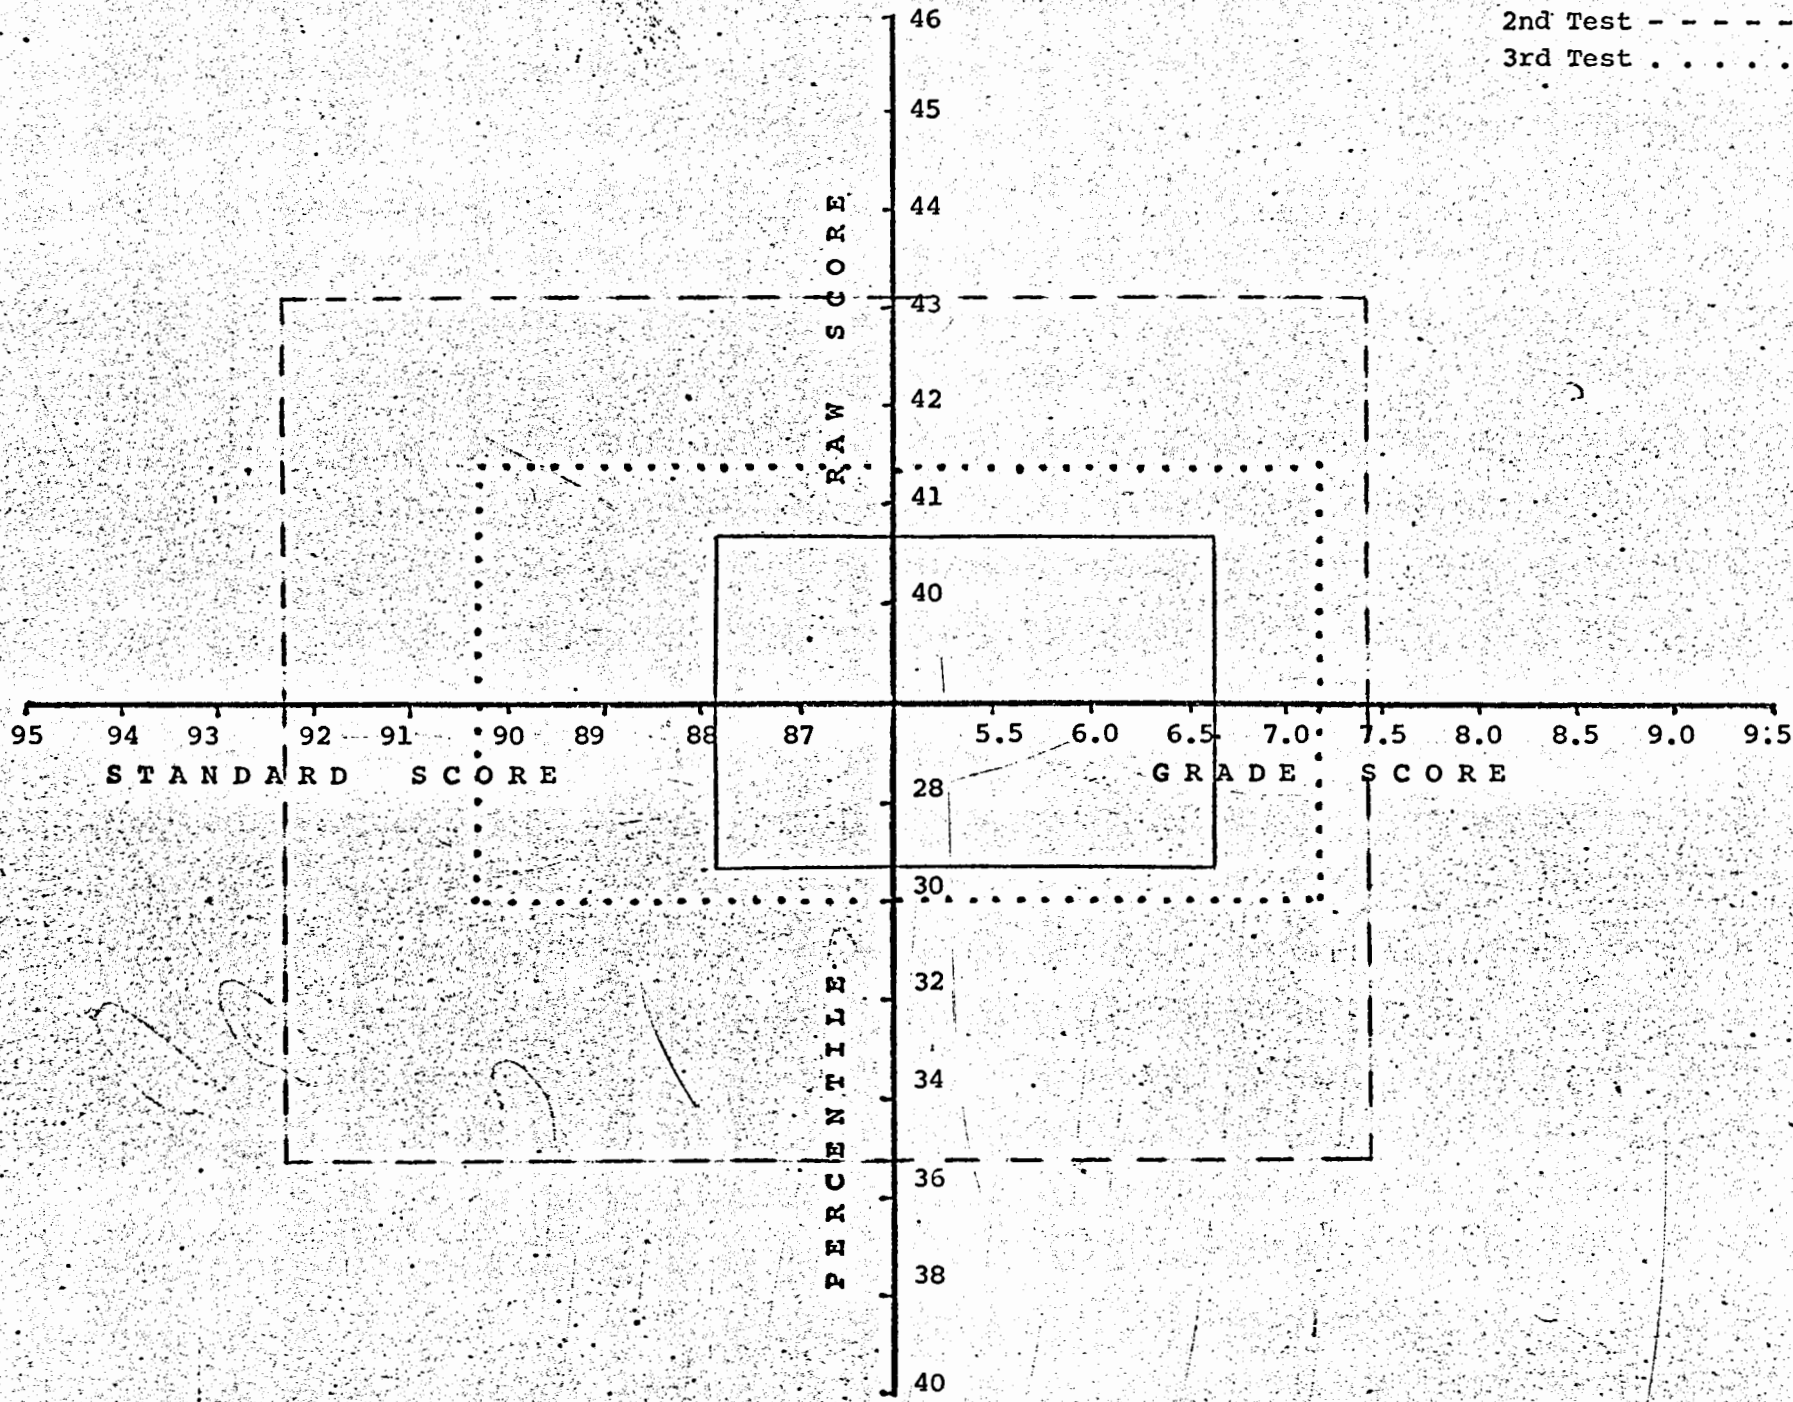 2nd Test - - - - -
3rd Test . . . . .
46
45
44
43
42
41
40
RAW SCORE
95 94 93 92 91 90 89 88 87 5.5 6.0 6.5 7.0 7.5 8.0 8.5 9.0 9.5
STANDARD SCORE GRADE SCORE
28
30
32
34
36
38
40
PERCENTILE